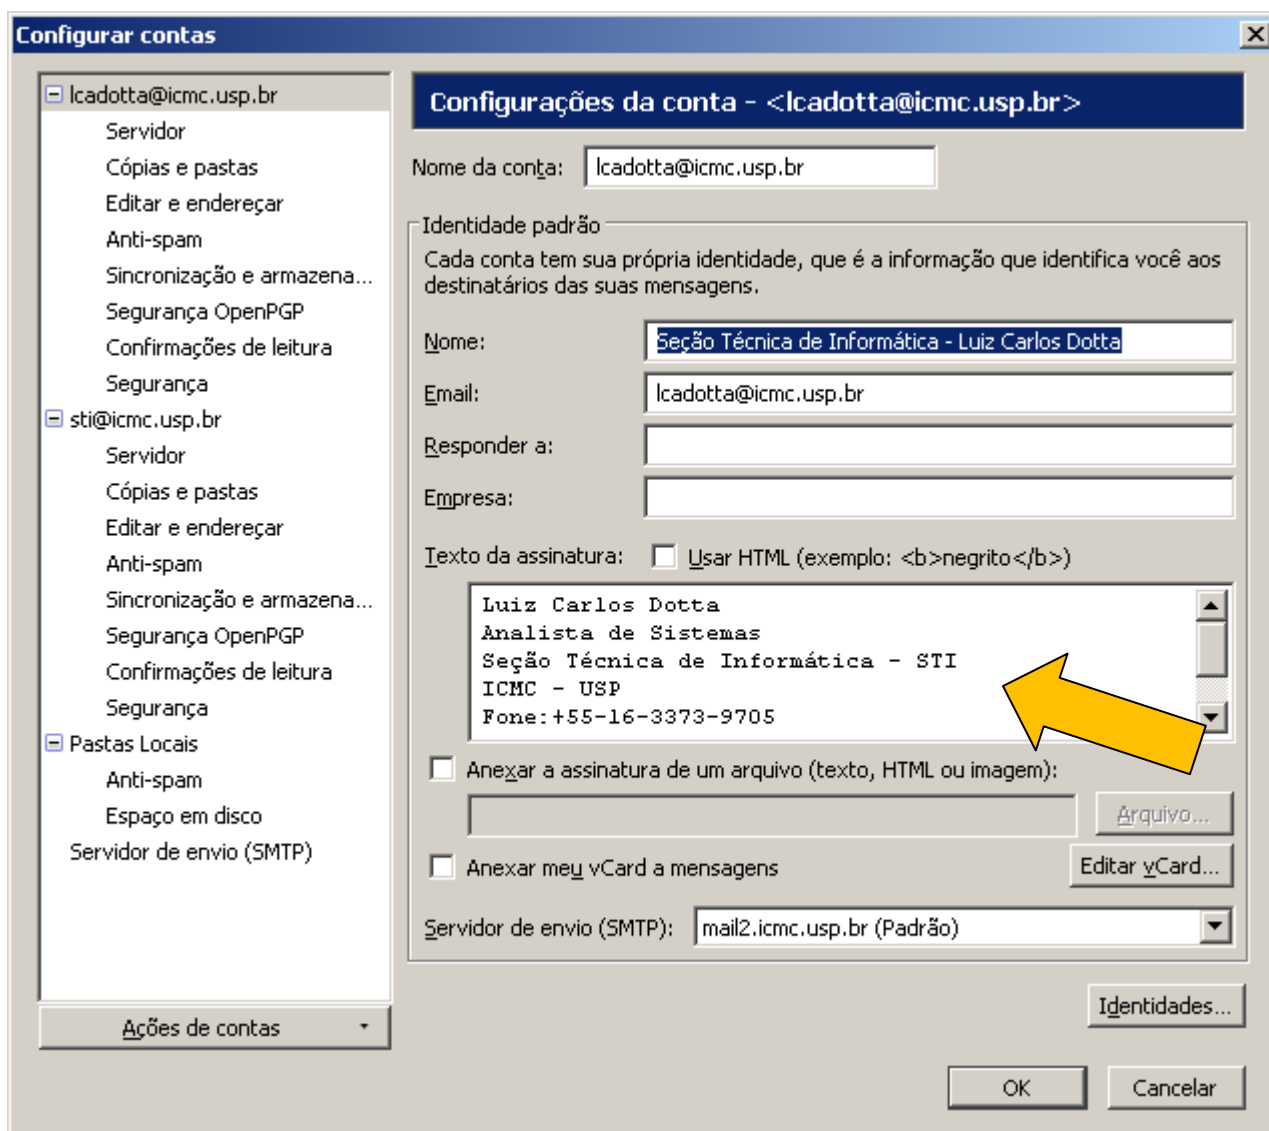 Configurar contas
lcadotta@icmc.usp.br
Servidor
Cópias e pastas
Editar e endereçar
Anti-spam
Sincronização e armazena...
Segurança OpenPGP
Confirmações de leitura
Segurança
sti@icmc.usp.br
Servidor
Cópias e pastas
Editar e endereçar
Anti-spam
Sincronização e armazena...
Segurança OpenPGP
Confirmações de leitura
Segurança
Pastas Locais
Anti-spam
Espaço em disco
Servidor de envio (SMTP)
Ações de contas
Configurações da conta - <lcadotta@icmc.usp.br>
Nome da conta: lcadotta@icmc.usp.br
Identidade padrão
Cada conta tem sua própria identidade, que é a informação que identifica você aos
destinatários das suas mensagens.
Nome: Seção Técnica de Informática - Luiz Carlos Dotta
Email: lcadotta@icmc.usp.br
Responder a:
Empresa:
Texto da assinatura: Usar HTML (exemplo: <b>negrito</b>)
Luiz Carlos Dotta
Analista de Sistemas
Seção Técnica de Informática - STI
ICMC - USP
Fone:+55-16-3373-9705
Anexar a assinatura de um arquivo (texto, HTML ou imagem):
Arquivo...
Anexar meu vCard a mensagens
Editar vCard...
Servidor de envio (SMTP): mail2.icmc.usp.br (Padrão)
Identidades...
OK Cancelar